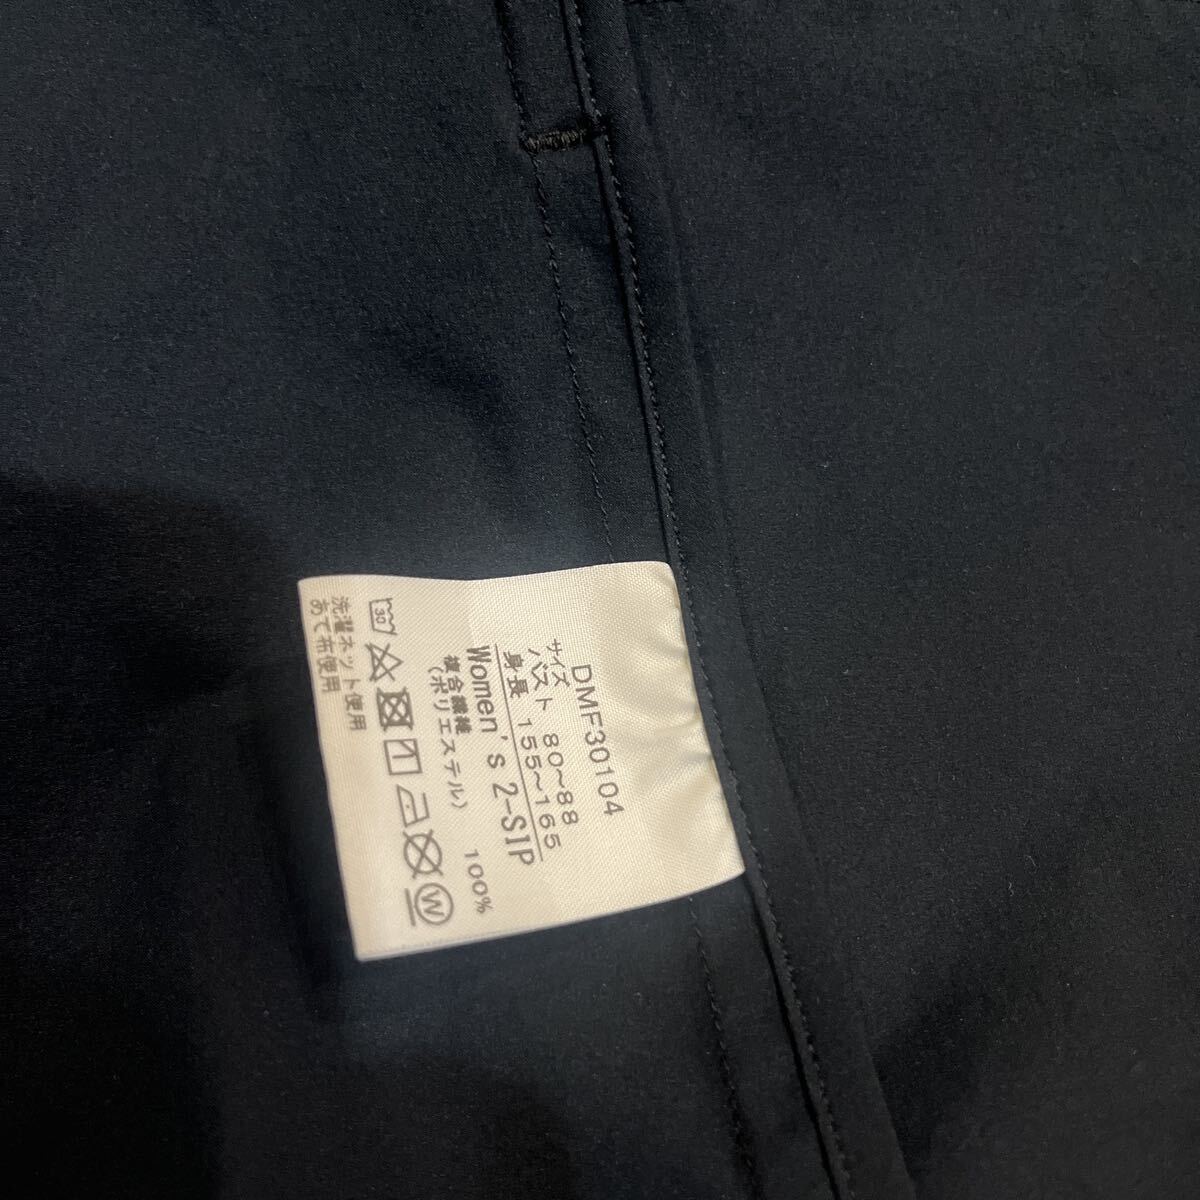 DMF30104
サイズ
バスト 80～88
身長 155～165
Women's 2-SIP
複合繊維
(ポリエステル) 100%
30
W
洗濯ネット使用
あて布使用